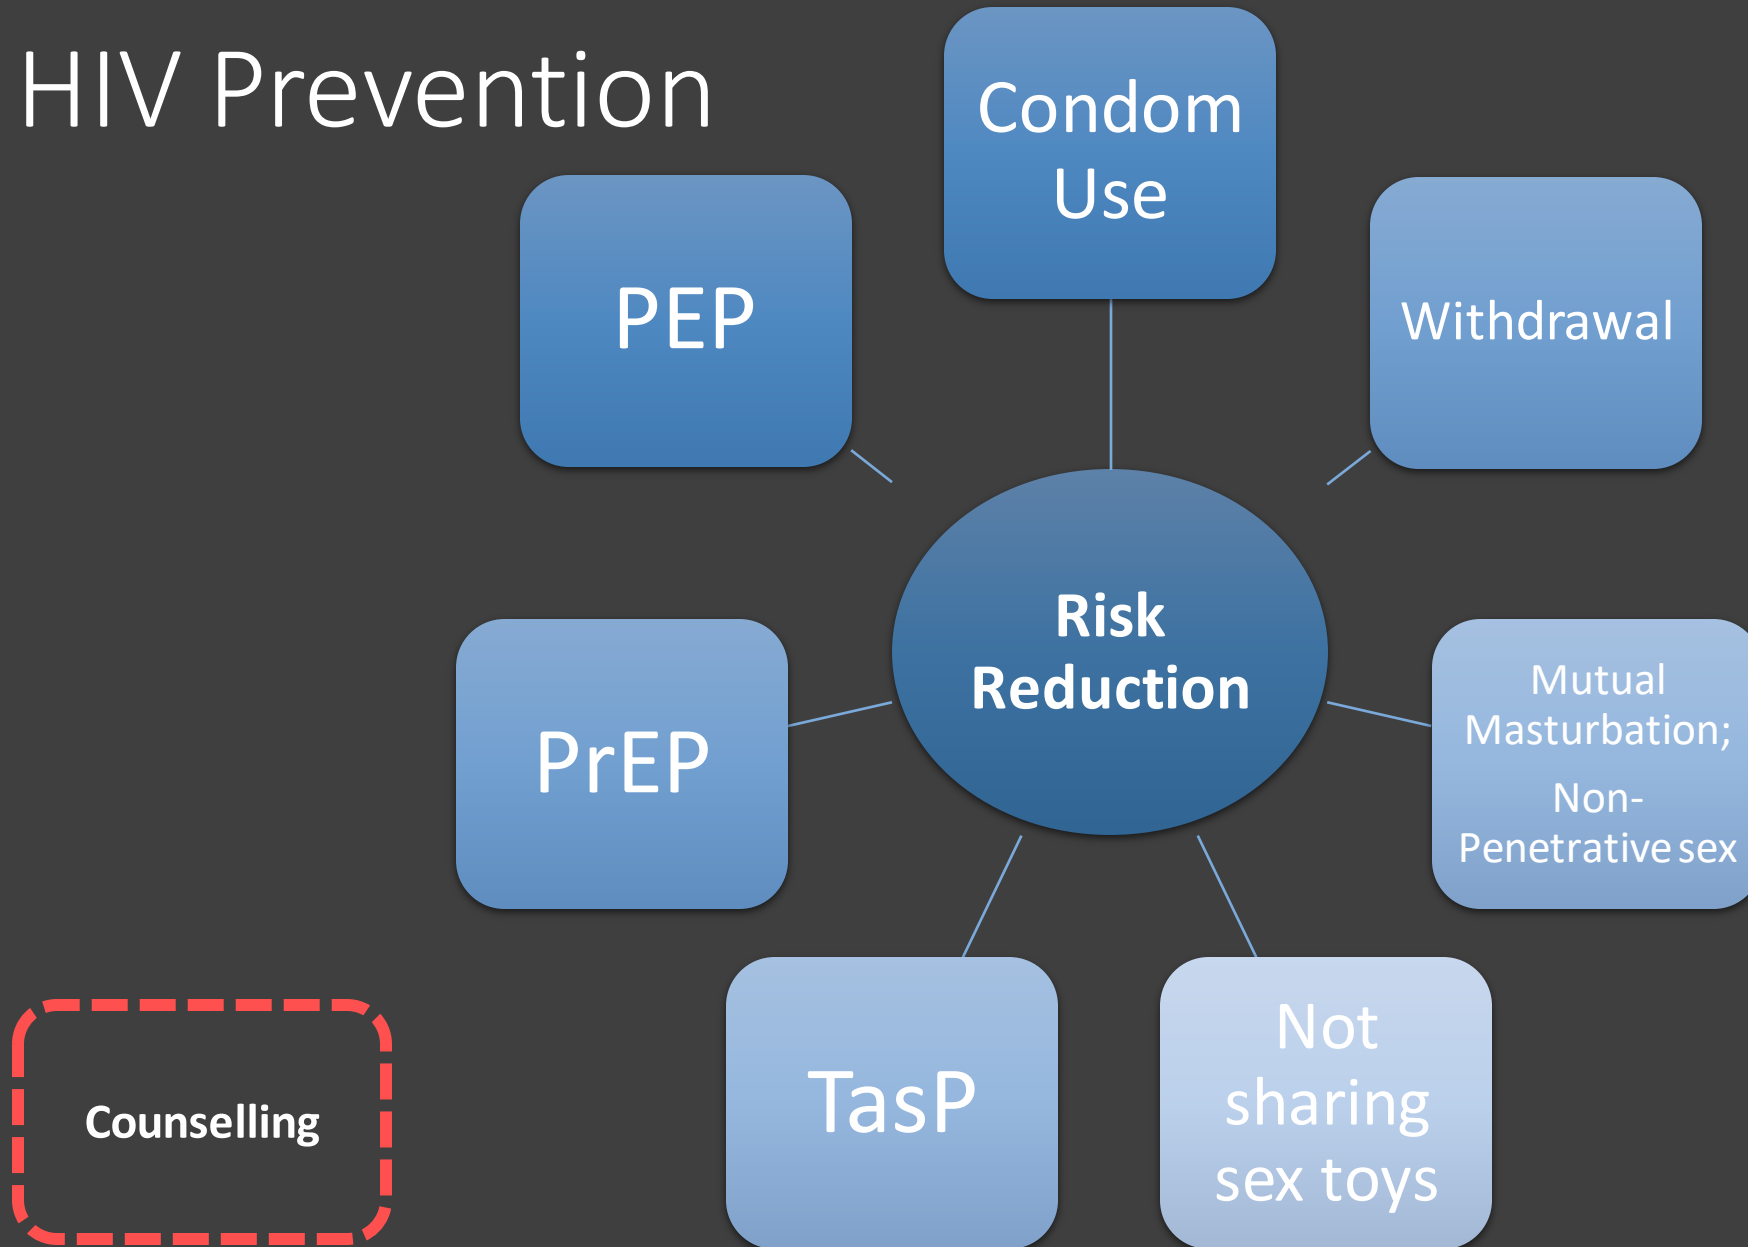 HIV Prevention
Condom
Use
PEP
Withdrawal
Risk
Reduction
Mutual
Masturbation;
Non-
Penetrative sex
PrEP
TasP
Not
sharing
sex toys
Counselling